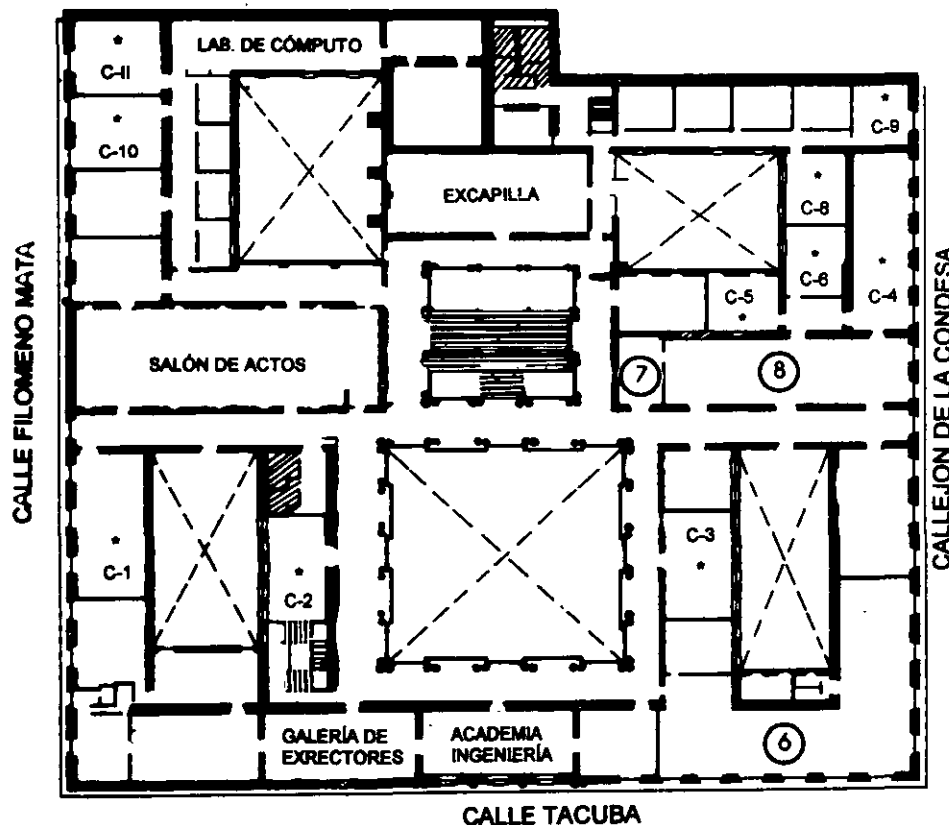 LAB. DE CÓMPUTO
C-11
C-9
C-10
EXCAPILLA
C-8
C-6
C-5
C-4
CALLE FILOMENO MATA
CALLEJON DE LA CONDESA
SALÓN DE ACTOS
7
8
C-3
C-1
C-2
GALERÍA DE
EXRECTORES
ACADEMIA
INGENIERÍA
6
CALLE TACUBA